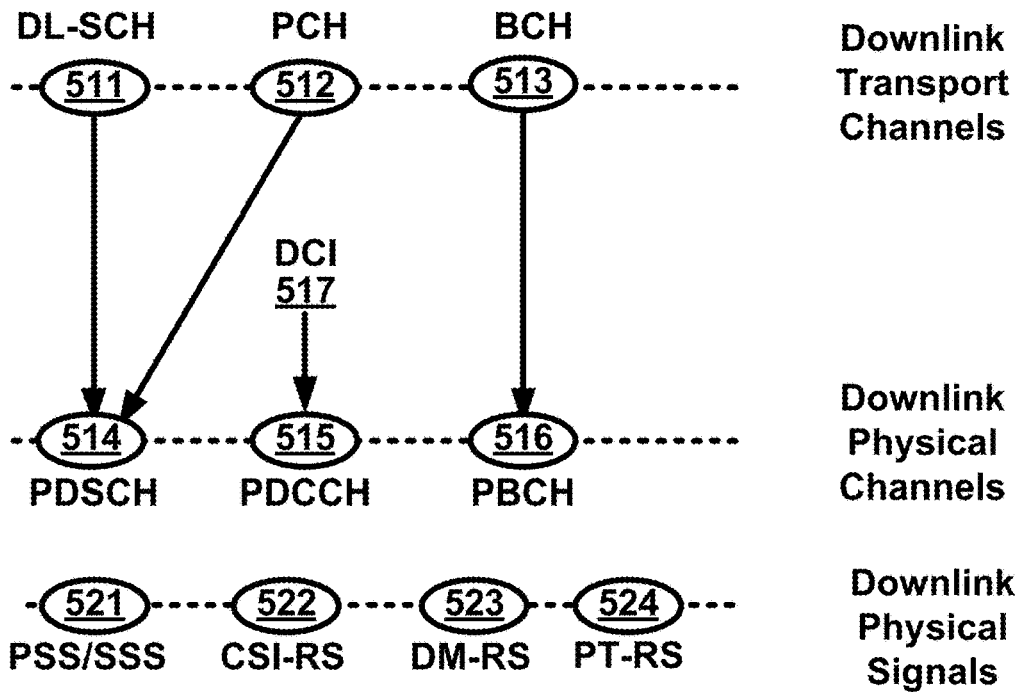 DL-SCH PCH BCH
511 512 513
Downlink
Transport
Channels
DCI
517
514 515 516
PDSCH PDCCH PBCH
Downlink
Physical
Channels
521 522 523 524
PSS/SSS CSI-RS DM-RS PT-RS
Downlink
Physical
Signals